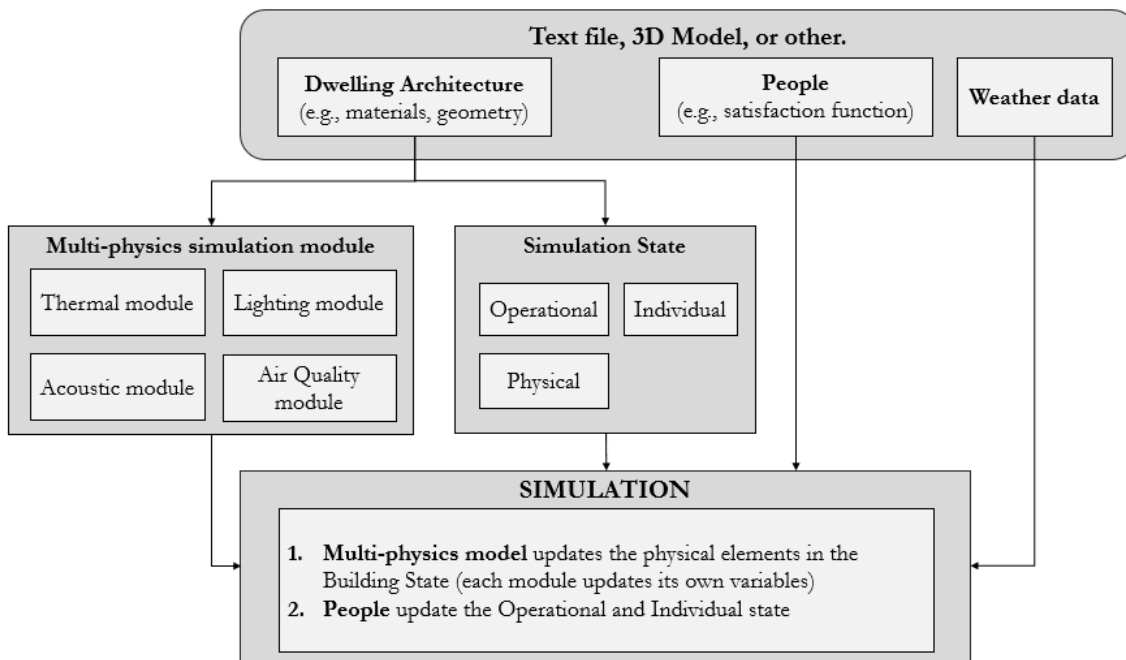 Text file, 3D Model, or other.
Dwelling Architecture
(e.g., materials, geometry)
People
(e.g., satisfaction function)
Weather data
Multi-physics simulation module
Thermal module
Lighting module
Acoustic module
Air Quality
module
Simulation State
Operational
Individual
Physical
SIMULATION
1. Multi-physics model updates the physical elements in the
Building State (each module updates its own variables)
2. People update the Operational and Individual state